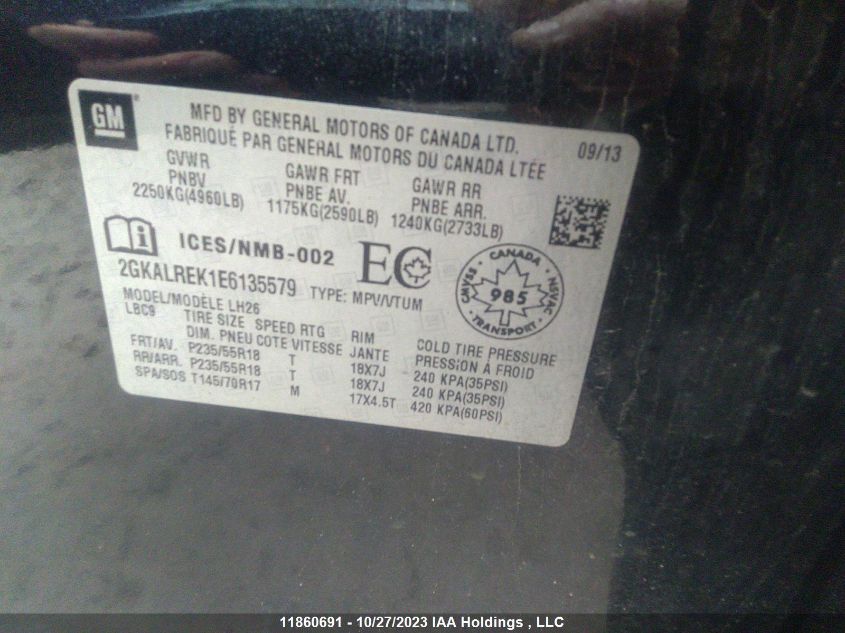 GM
MFD BY GENERAL MOTORS OF CANADA LTD.
FABRIQUÉ PAR GENERAL MOTORS DU CANADA LTÉE
09/13
GVWR GAWR FRT GAWR RR
PNBV PNBE AV. PNBE ARR.
2250KG(4960LB) 1175KG(2590LB) 1240KG(2733LB)
ICES/NMB-002 EC
2GKALREK1E6135579 TYPE: MPV/VTUM
CANADA
CMVSS 985 NSVAC
TRANSPORT
MODEL/MODÈLE LH26
LBC9
TIRE SIZE SPEED RTG RIM COLD TIRE PRESSURE
DIM. PNEU COTE VITESSE JANTE PRESSION À FROID
FRT/AV. P235/55R18 T 18X7J 240 KPA(35PSI)
RR/ARR. P235/55R18 T 18X7J 240 KPA(35PSI)
SPA/SOS T145/70R17 M 17X4.5T 420 KPA(60PSI)
11860691 - 10/27/2023 IAA Holdings , LLC